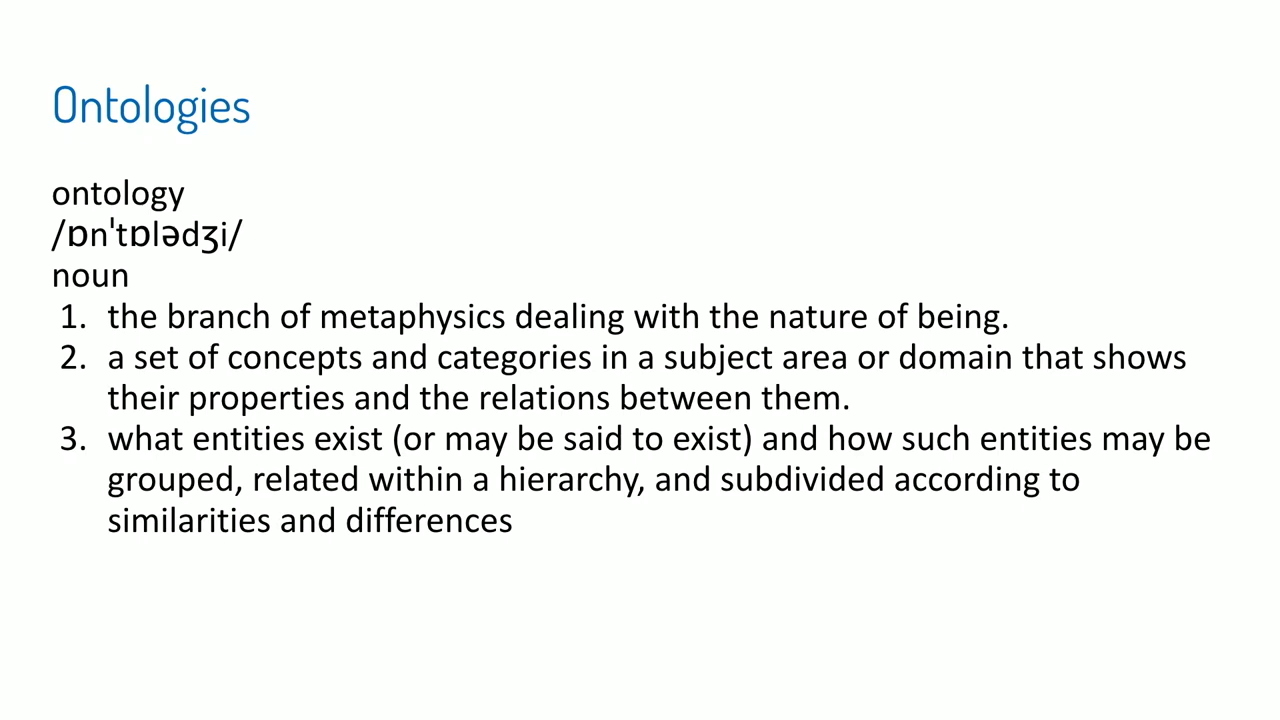 Ontologies
ontology
/ɒnˈtɒlədʒi/
noun
1. the branch of metaphysics dealing with the nature of being.
2. a set of concepts and categories in a subject area or domain that shows
their properties and the relations between them.
3. what entities exist (or may be said to exist) and how such entities may be
grouped, related within a hierarchy, and subdivided according to
similarities and differences